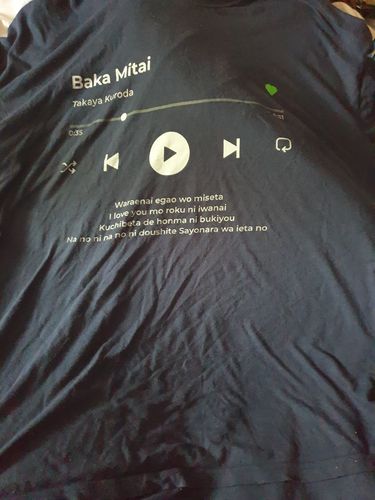 Baka Mitai
Takaya Kuroda
0:35
Waraenai egao wo miseta
I love you mo roku ni iwanai
Kuchibeta de honma ni bukiyou
Na no ni na no ni doushite Sayonara wa ieta no